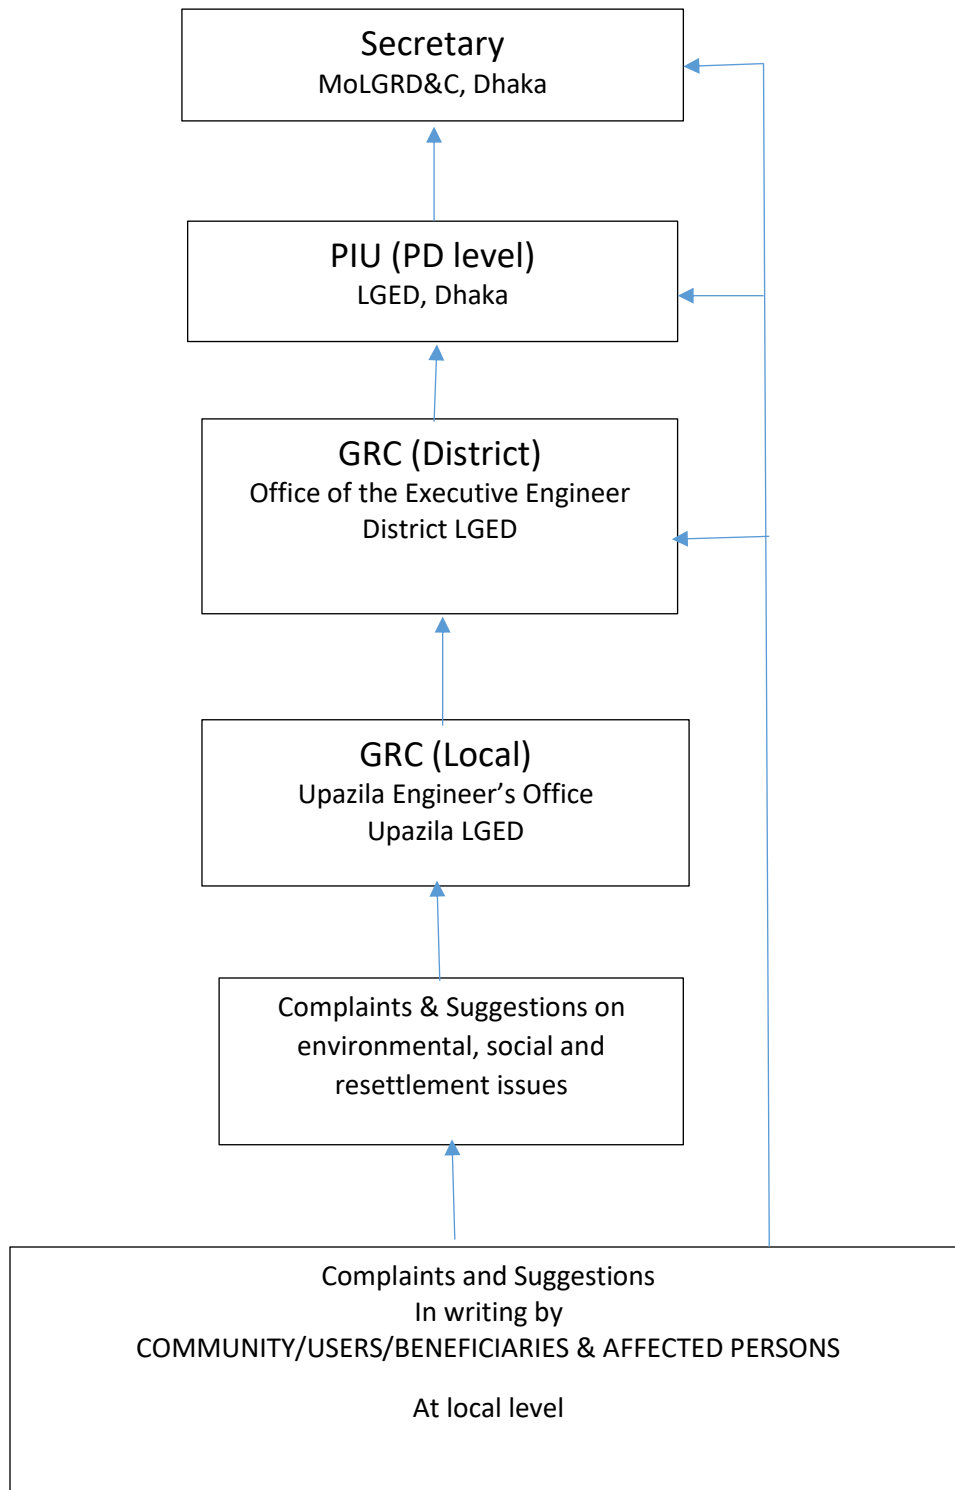 Secretary
MoLGRD&C, Dhaka
PIU (PD level)
LGED, Dhaka
GRC (District)
Office of the Executive Engineer
District LGED
GRC (Local)
Upazila Engineer’s Office
Upazila LGED
Complaints & Suggestions on
environmental, social and
resettlement issues
Complaints and Suggestions
In writing by
COMMUNITY/USERS/BENEFICIARIES & AFFECTED PERSONS
At local level